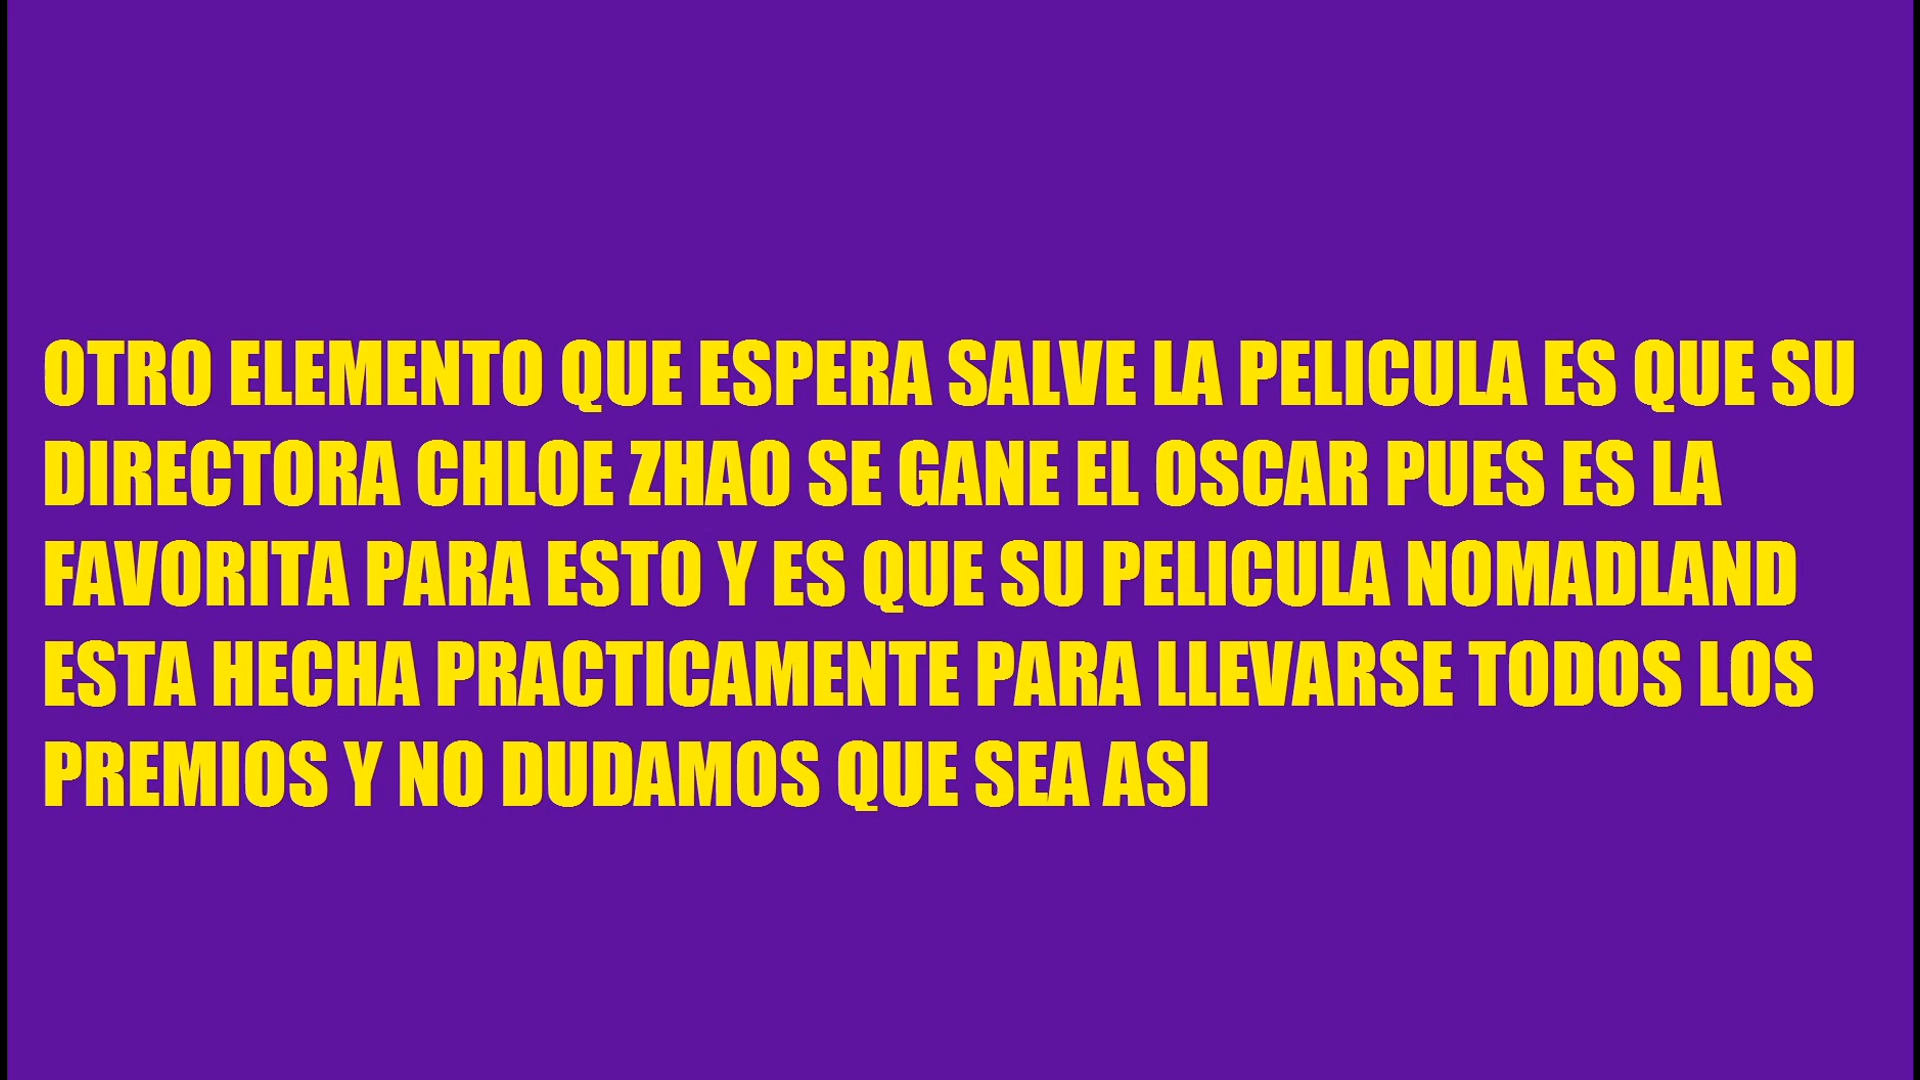 OTRO ELEMENTO QUE ESPERA SALVE LA PELICULA ES QUE SU
DIRECTORA CHLOE ZHAO SE GANE EL OSCAR PUES ES LA
FAVORITA PARA ESTO Y ES QUE SU PELICULA NOMADLAND
ESTA HECHA PRACTICAMENTE PARA LLEVARSE TODOS LOS
PREMIOS Y NO DUDAMOS QUE SEA ASI